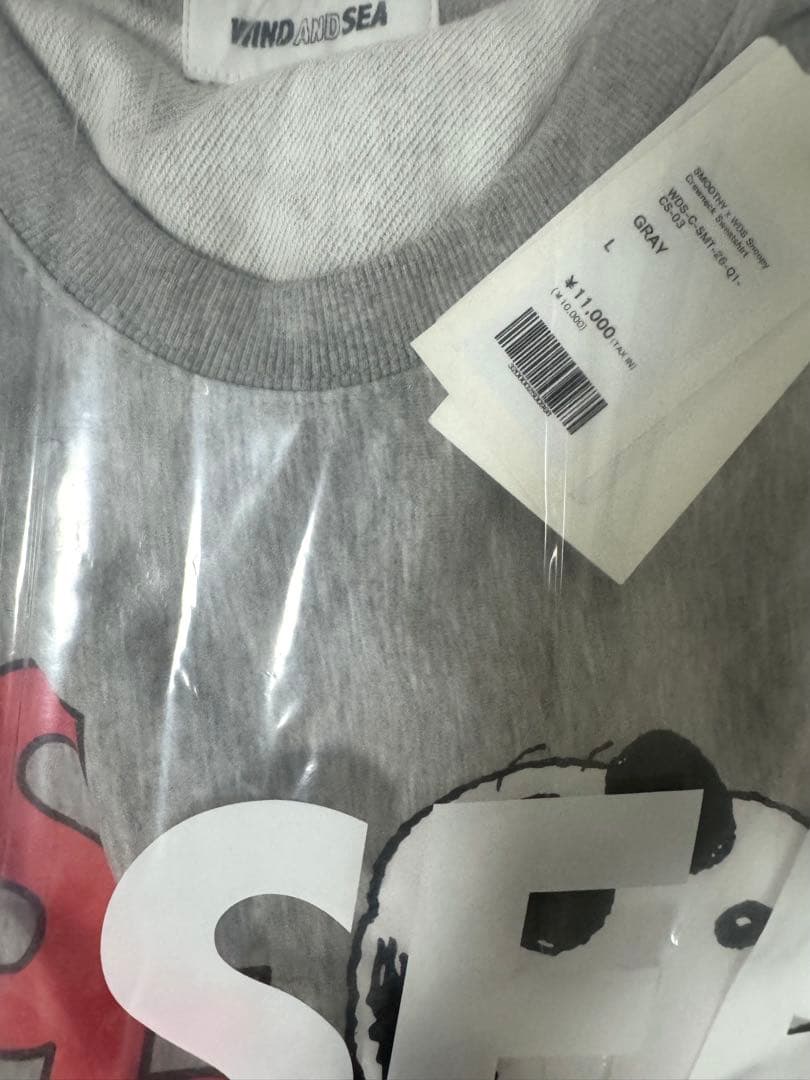 WIND AND SEA
SMOOTHY x WDS Snoopy
Crewneck Sweatshirt
WDS-C-SMT-26-Q1-
CS-03
GRAY
L
¥11,000 (TAX IN)
(¥10,000)
SEA